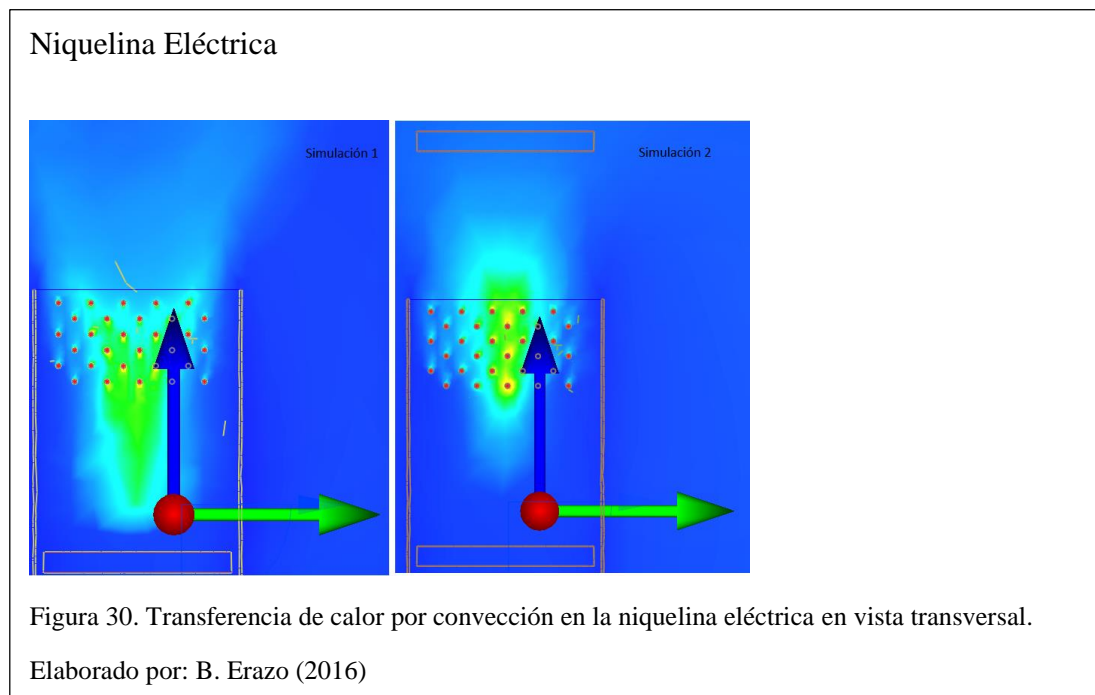 Niquelina Eléctrica
Simulación 1
Simulación 2
Figura 30. Transferencia de calor por convección en la niquelina eléctrica en vista transversal.
Elaborado por: B. Erazo (2016)